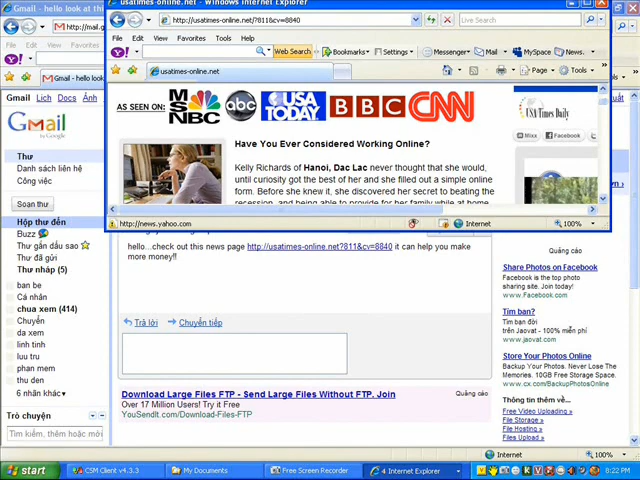 Gmail - hello look at
usatimes-online.net - Windows Internet Explorer
http://mail.g
http://usatimes-online.net/?811&cv=8840
Live Search
File Edit View Favorites Tools Help
Web Search
Bookmarks
Settings
Messenger
Mail
MySpace
News.
Gmail - hello look
usatimes-online.net
Page
Tools
Gmail Lịch Docs Ảnh
Gmail
by Google
AS SEEN ON:
MS
NBC
abc
USA
TODAY
BBC
CNN
USA Times Daily
Mixx
Facebook
Have You Ever Considered Working Online?
Kelly Richards of Hanoi, Dac Lac never thought that she would,
until curiosity got the best of her and she filled out a simple online
form. Before she knew it, she discovered her secret to beating the
recession, and being able to provide for her family while at home
http://news.yahoo.com
Internet
100%
Thư
Danh sách liên hệ
Công việc
Soạn thư
Hộp thư đến
Buzz
Thư gắn dấu sao
Thư đã gửi
Thư nháp (5)
ban be
Cá nhân
chua xem (414)
Chuyển
da xem
linh tinh
luu tru
phan mem
thu den
6 nhãn khác
Trò chuyện
Tìm kiếm, thêm hoặc mời
hello...check out this news page http://usatimes-online.net?811&cv=8840 it can help you make
more money!!
Trả lời
Chuyển tiếp
Download Large Files FTP - Send Large Files Without FTP. Join
Quảng cáo
Over 17 Million Users! Try it Free
YouSendIt.com/Download-Files-FTP
Quảng cáo
Share Photos on Facebook
Facebook is the top photo
sharing site. Join today!
www.Facebook.com
Tìm bạn?
Tìm bạn đời
trên Jaovat - 100% miễn phí
www.jaovat.com
Store Your Photos Online
Backup Your Photos. Never Lose The
Memories. 10GB Free Storage Space.
www.cx.com/BackupPhotosOnline
Thông tin thêm về...
Free Video Uploading »
File Storage »
File Hosting »
Files Upload »
Internet
100%
start
CSM Client v4.3.3
My Documents
Free Screen Recorder
4 Internet Explorer
8:22 PM